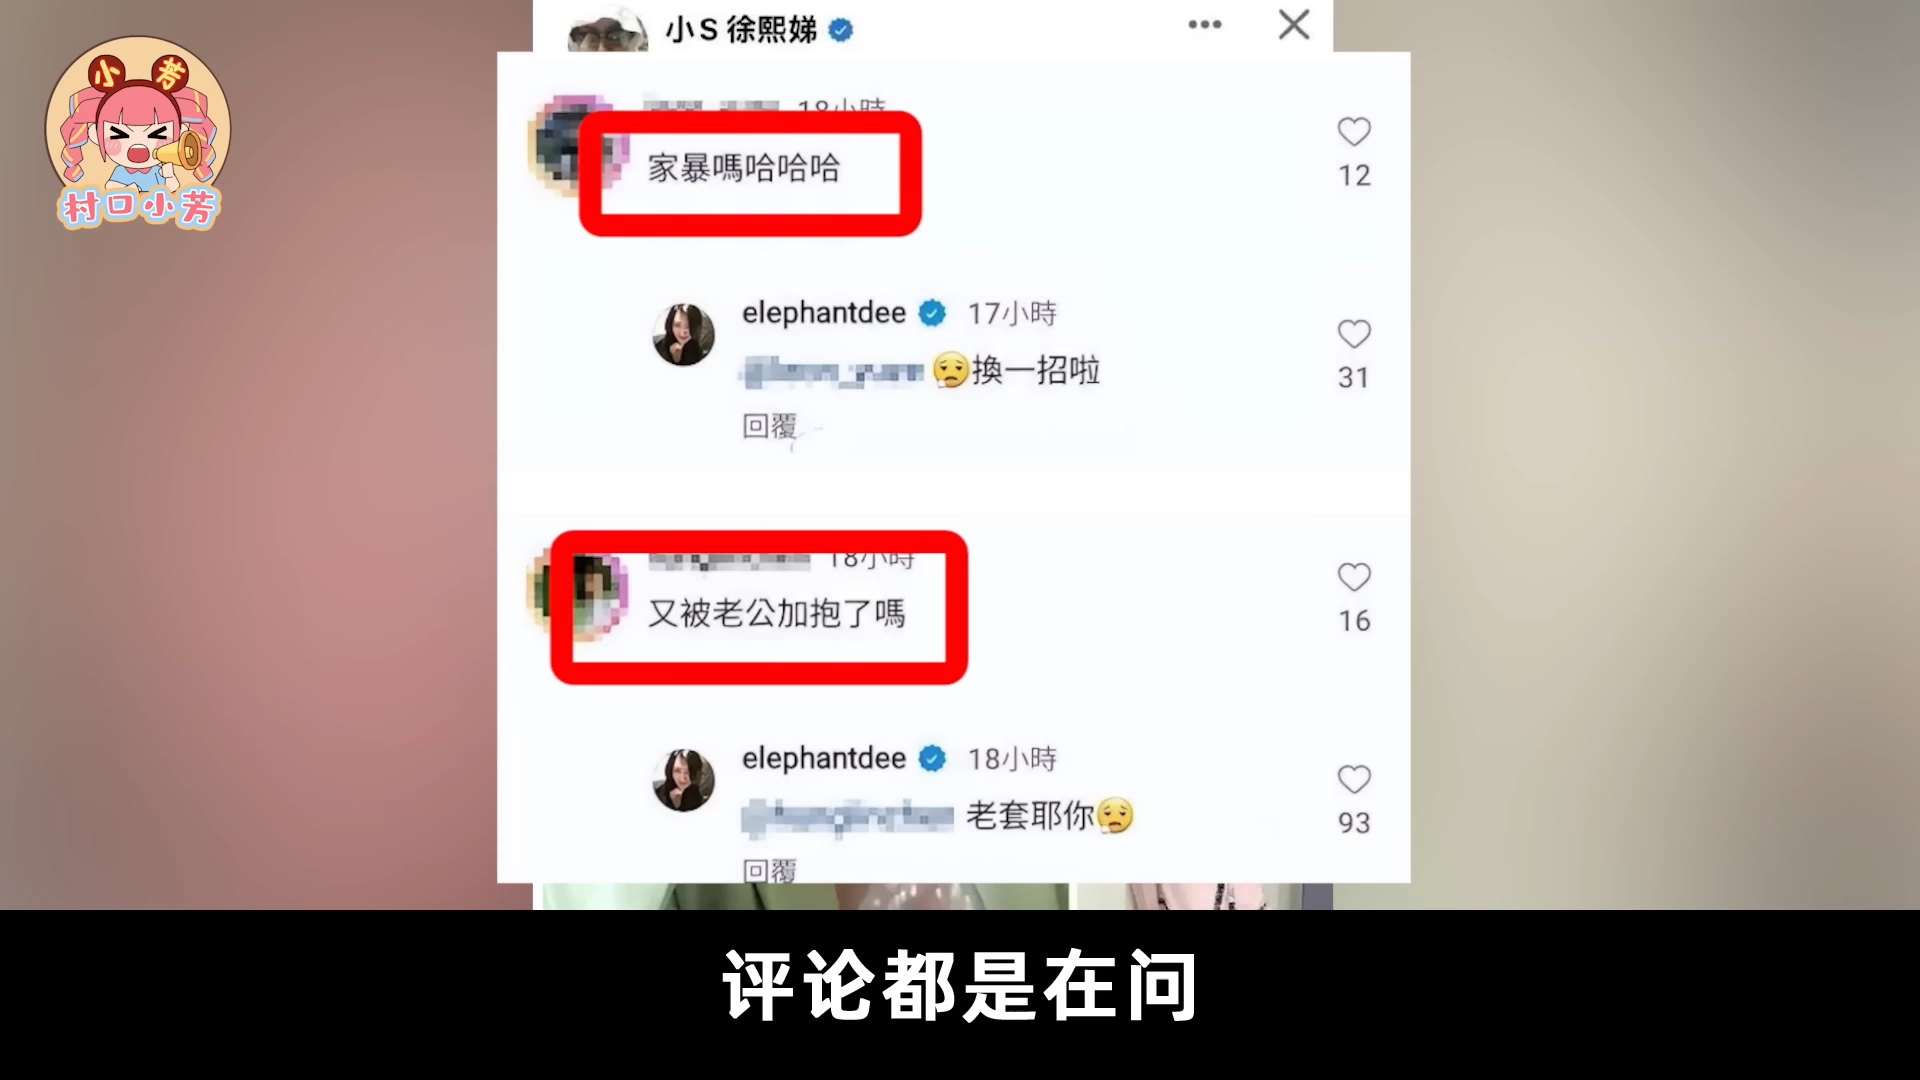 小S 徐熙娣
小 芳
村口小芳
18小時
家暴嗎哈哈哈
12
elephantdee 17小時
換一招啦
31
回覆
18小時
又被老公加抱了嗎
16
elephantdee 18小時
老套耶你
93
回覆
评论都是在问